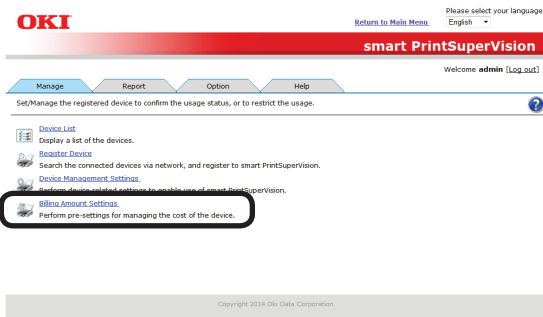 Please select your language
OKI
Return to Main Menu
English
smart PrintSuperVision
Welcome admin [Log out]
Manage
Report
Option
Help
Set/Manage the registered device to confirm the usage status, or to restrict the usage.
?
Device List
Display a list of the devices.
Register Device
Search the connected devices via network, and register to smart PrintSuperVision.
Device Management Settings
Perform device-related settings to enable use of smart PrintSuperVision.
Billing Amount Settings
Perform pre-settings for managing the cost of the device.
Copyright 2014 Oki Data Corporation.